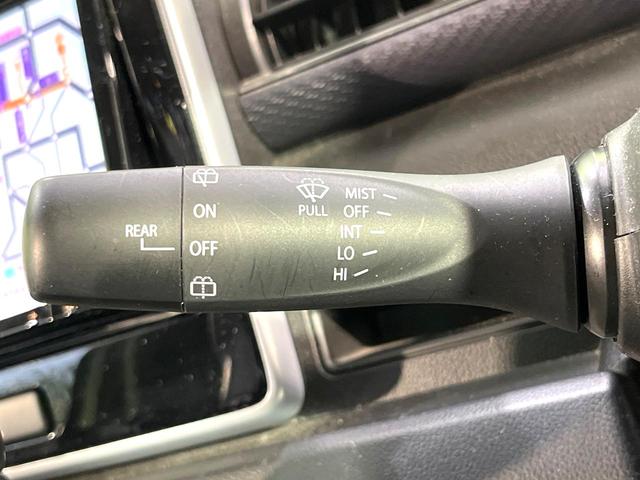 REAR
ON
OFF
PULL
MIST
OFF
INT
LO
HI